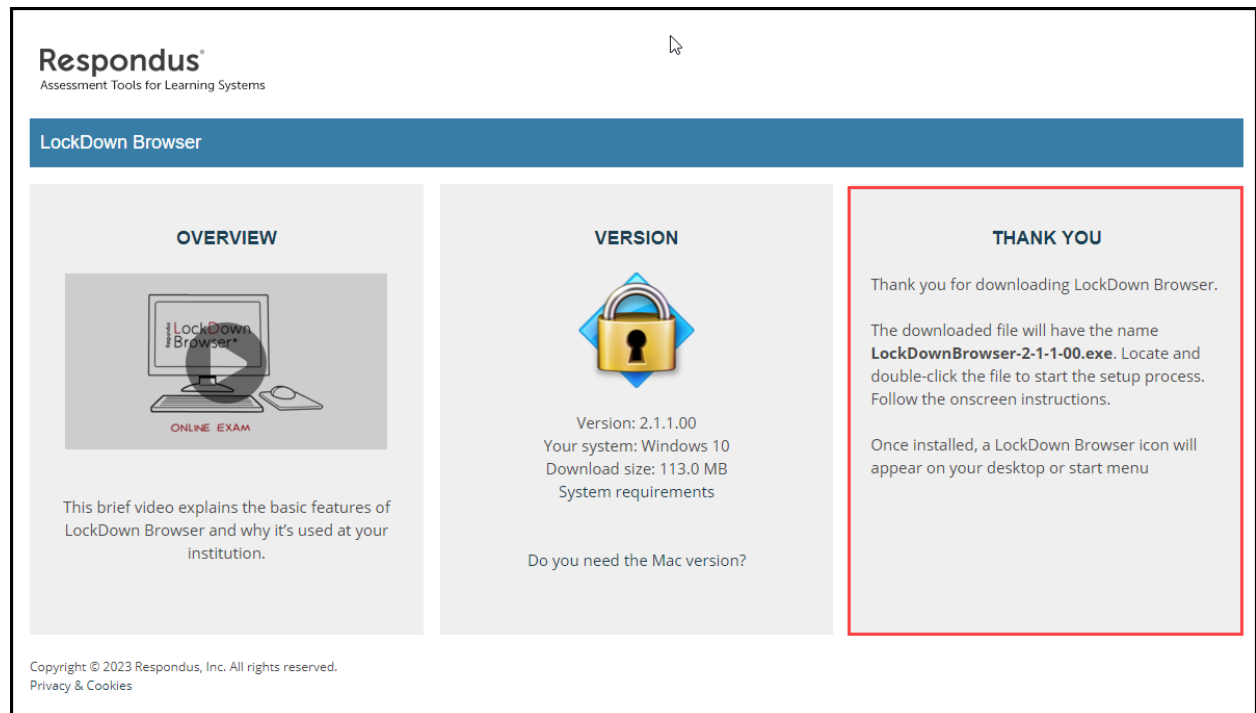 Respondus®
Assessment Tools for Learning Systems
LockDown Browser
OVERVIEW
Respondus
LockDown
Browser
ONLINE EXAM
This brief video explains the basic features of
LockDown Browser and why it's used at your
institution.
VERSION
Version: 2.1.1.00
Your system: Windows 10
Download size: 113.0 MB
System requirements
Do you need the Mac version?
THANK YOU
Thank you for downloading LockDown Browser.
The downloaded file will have the name
LockDownBrowser-2-1-1-00.exe. Locate and
double-click the file to start the setup process.
Follow the onscreen instructions.
Once installed, a LockDown Browser icon will
appear on your desktop or start menu
Copyright © 2023 Respondus, Inc. All rights reserved.
Privacy & Cookies